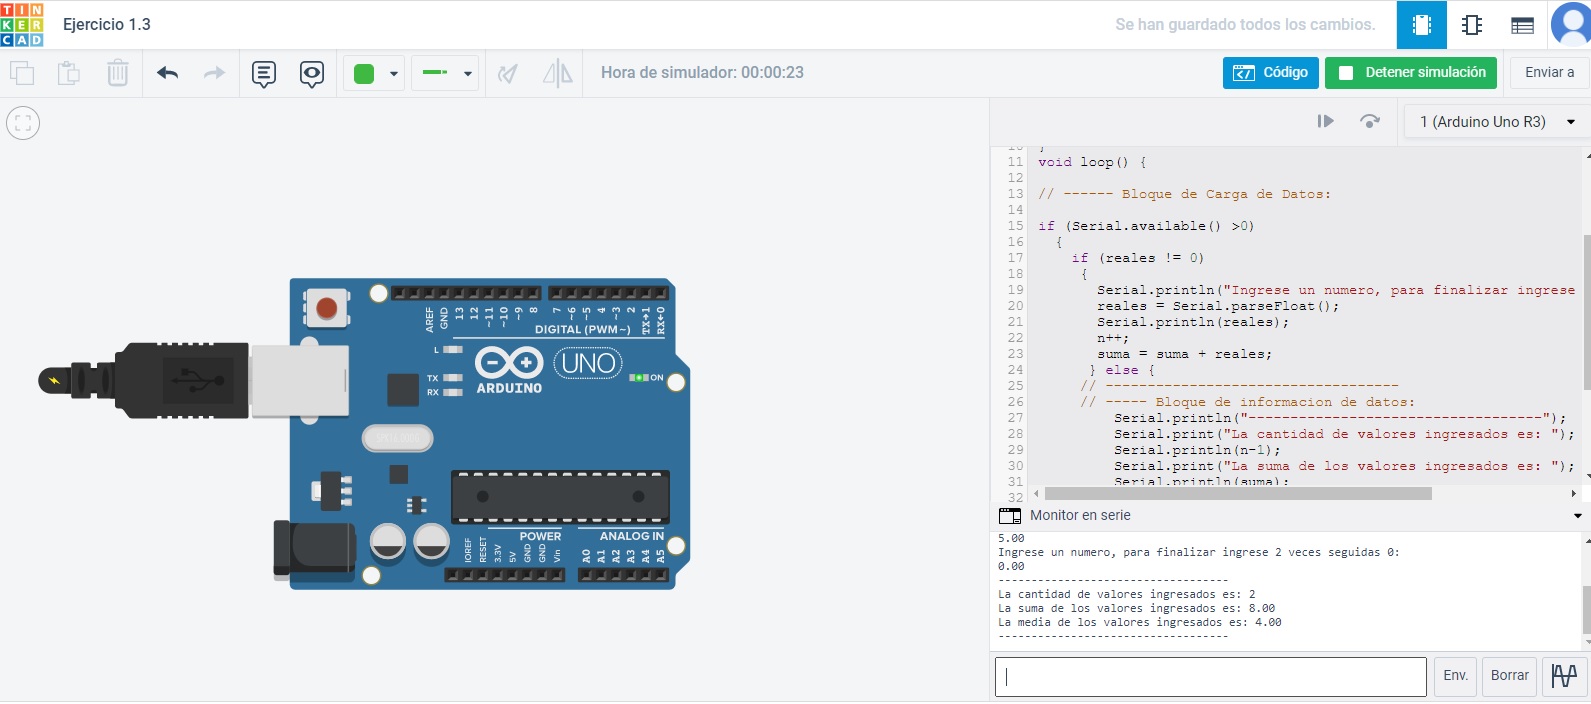 TIN
KER
CAD
Ejercicio 1.3
Se han guardado todos los cambios.
Hora de simulador: 00:00:23
Código
Detener simulación
Enviar a
1 (Arduino Uno R3)
AREF
GND
13
12
~11
~10
~9
8
7
~6
~5
4
~3
2
TX→1
RX←0
DIGITAL (PWM~)
L
TX
RX
ARDUINO
UNO
ON
POWER
ANALOG IN
IOREF
RESET
3.3V
5V
GND
GND
Vin
A0
A1
A2
A3
A4
A5
10 }
11 void loop() {
12
13 // ------ Bloque de Carga de Datos:
14
15 if (Serial.available() >0)
16 {
17 if (reales != 0)
18 {
19 Serial.println("Ingrese un numero, para finalizar ingrese
20 reales = Serial.parseFloat();
21 Serial.println(reales);
22 n++;
23 suma = suma + reales;
24 } else {
25 // -----------------------------------
26 // ----- Bloque de informacion de datos:
27 Serial.println("-----------------------------------");
28 Serial.print("La cantidad de valores ingresados es: ");
29 Serial.println(n-1);
30 Serial.print("La suma de los valores ingresados es: ");
31 Serial.println(suma);
32
Monitor en serie
5.00
Ingrese un numero, para finalizar ingrese 2 veces seguidas 0:
0.00
---------------------------------
La cantidad de valores ingresados es: 2
La suma de los valores ingresados es: 8.00
La media de los valores ingresados es: 4.00
---------------------------------
Env.
Borrar